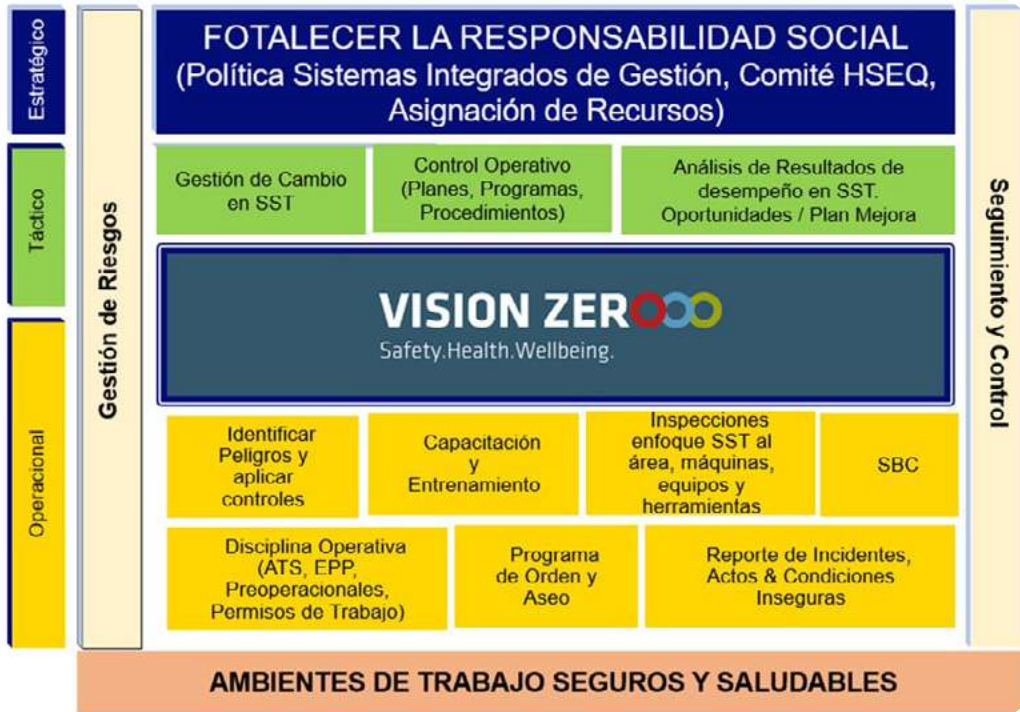 Estratégico
FOTALECER LA RESPONSABILIDAD SOCIAL
(Política Sistemas Integrados de Gestión, Comité HSEQ,
Asignación de Recursos)
Táctico
Gestión de Riesgos
Gestión de Cambio
en SST
Control Operativo
(Planes, Programas,
Procedimientos)
Análisis de Resultados de
desempeño en SST.
Oportunidades / Plan Mejora
Seguimiento y Control
VISION ZERO
Safety.Health.Wellbeing.
Operacional
Identificar
Peligros y
aplicar
controles
Capacitación
y
Entrenamiento
Inspecciones
enfoque SST al
área, máquinas,
equipos y
herramientas
SBC
Disciplina Operativa
(ATS, EPP,
Preoperacionales,
Permisos de Trabajo)
Programa
de Orden y
Aseo
Reporte de Incidentes,
Actos & Condiciones
Inseguras
AMBIENTES DE TRABAJO SEGUROS Y SALUDABLES